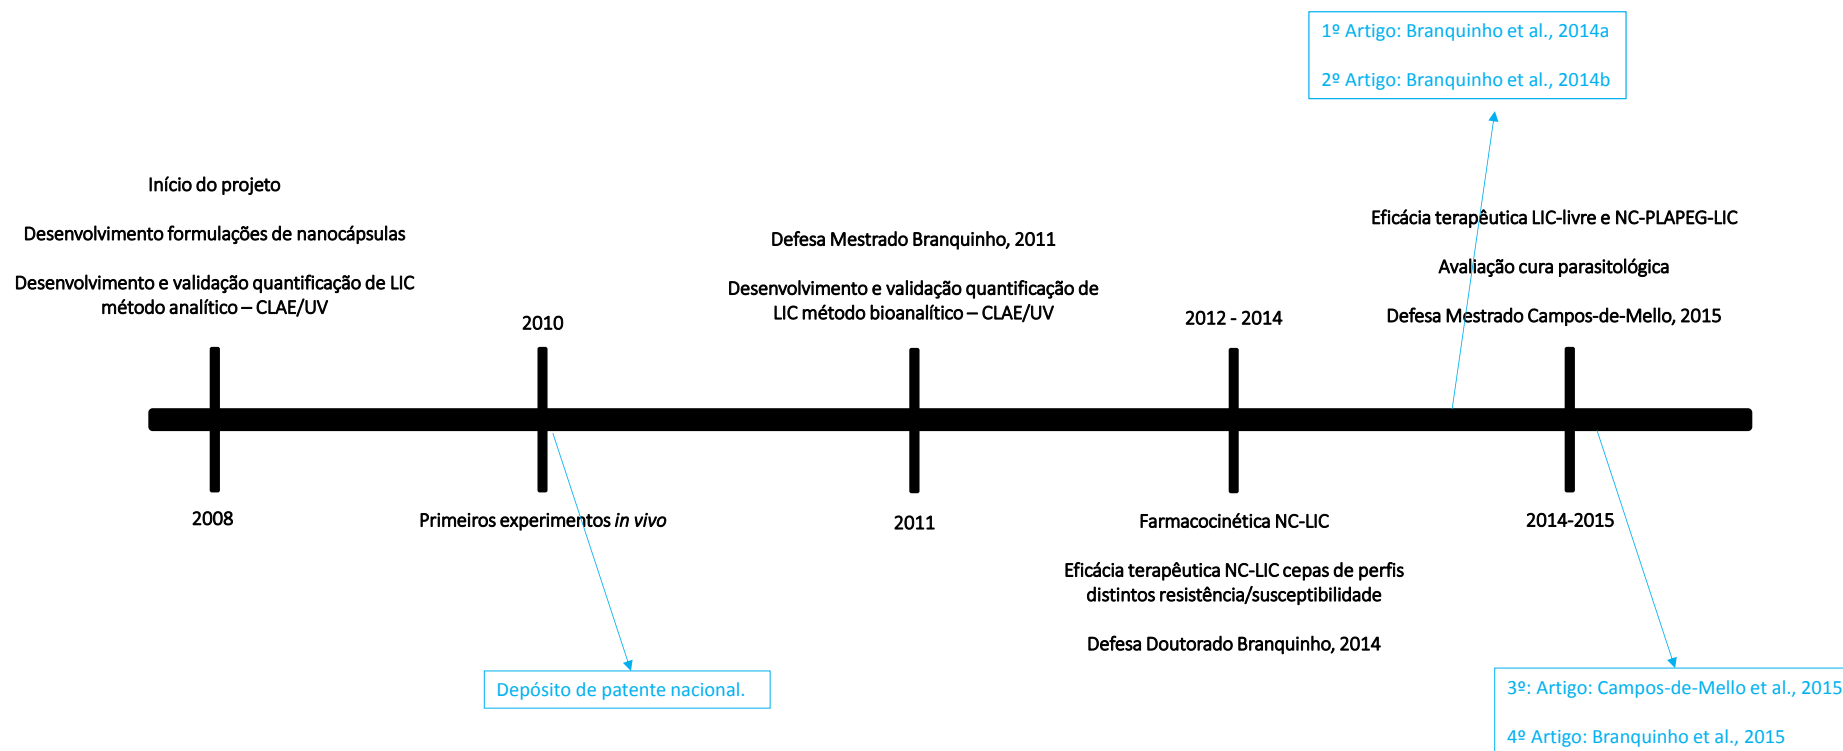 1º Artigo: Branquinho et al., 2014a
2º Artigo: Branquinho et al., 2014b
Início do projeto
Desenvolvimento formulações de nanocápsulas
Desenvolvimento e validação quantificação de LIC
método analítico – CLAE/UV
2010
Defesa Mestrado Branquinho, 2011
Desenvolvimento e validação quantificação de
LIC método bioanalítico – CLAE/UV
2012 - 2014
Eficácia terapêutica LIC-livre e NC-PLAPEG-LIC
Avaliação cura parasitológica
Defesa Mestrado Campos-de-Mello, 2015
2008
Primeiros experimentos in vivo
2011
Farmacocinética NC-LIC
Eficácia terapêutica NC-LIC cepas de perfis
distintos resistência/susceptibilidade
Defesa Doutorado Branquinho, 2014
2014-2015
Depósito de patente nacional.
3º: Artigo: Campos-de-Mello et al., 2015
4º Artigo: Branquinho et al., 2015